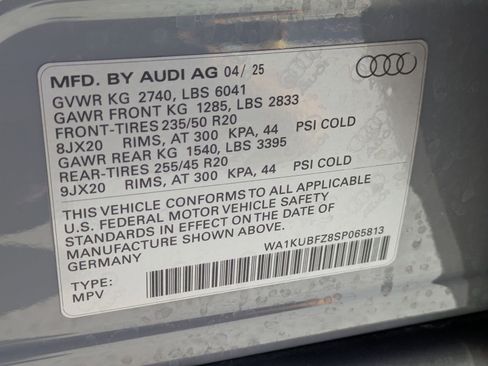 MFD. BY AUDI AG 04/ 25
GVWR KG 2740, LBS 6041
GAWR FRONT KG 1285, LBS 2833
FRONT-TIRES 235/50 R20
8JX20 RIMS, AT 300 KPA, 44 PSI COLD
GAWR REAR KG 1540, LBS 3395
REAR-TIRES 255/45 R20
9JX20 RIMS, AT 300 KPA, 44 PSI COLD
THIS VEHICLE CONFORMS TO ALL APPLICABLE
U.S. FEDERAL MOTOR VEHICLE SAFETY
STANDARDS IN EFFECT ON THE DATE OF
MANUFACTURE SHOWN ABOVE.
GERMANY
WA1KUBFZ8SP065813
TYPE:
MPV